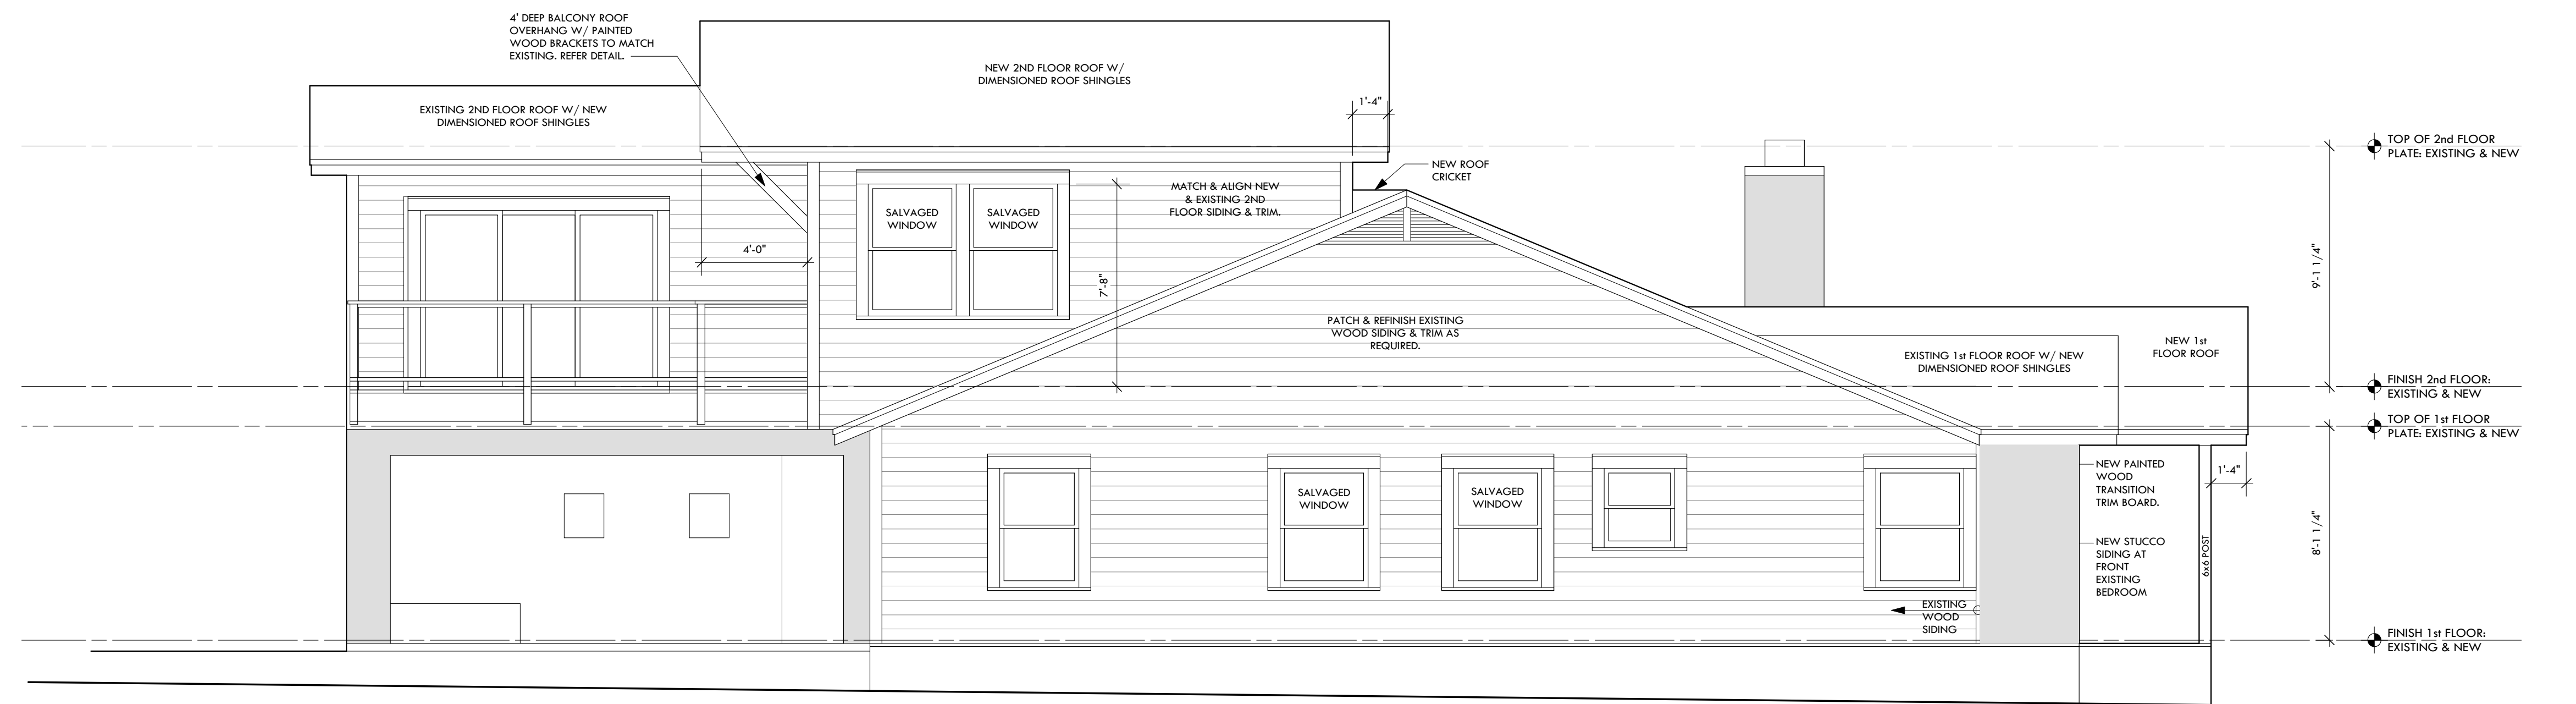 4' DEEP BALCONY ROOF
OVERHANG W/ PAINTED
WOOD BRACKETS TO MATCH
EXISTING. REFER DETAIL.
NEW 2ND FLOOR ROOF W/
DIMENSIONED ROOF SHINGLES
EXISTING 2ND FLOOR ROOF W/ NEW
DIMENSIONED ROOF SHINGLES
1'-4"
TOP OF 2nd FLOOR
PLATE: EXISTING & NEW
NEW ROOF
CRICKET
MATCH & ALIGN NEW
& EXISTING 2ND
FLOOR SIDING & TRIM.
SALVAGED
WINDOW
SALVAGED
WINDOW
4'-0"
7'-8"
9'-1 1/4"
PATCH & REFINISH EXISTING
WOOD SIDING & TRIM AS
REQUIRED.
EXISTING 1st FLOOR ROOF W/ NEW
DIMENSIONED ROOF SHINGLES
NEW 1st
FLOOR ROOF
FINISH 2nd FLOOR:
EXISTING & NEW
TOP OF 1st FLOOR
PLATE: EXISTING & NEW
SALVAGED
WINDOW
SALVAGED
WINDOW
NEW PAINTED
WOOD
TRANSITION
TRIM BOARD.
1'-4"
NEW STUCCO
SIDING AT
FRONT
EXISTING
BEDROOM
6x6 POST
8'-1 1/4"
EXISTING
WOOD
SIDING
FINISH 1st FLOOR:
EXISTING & NEW